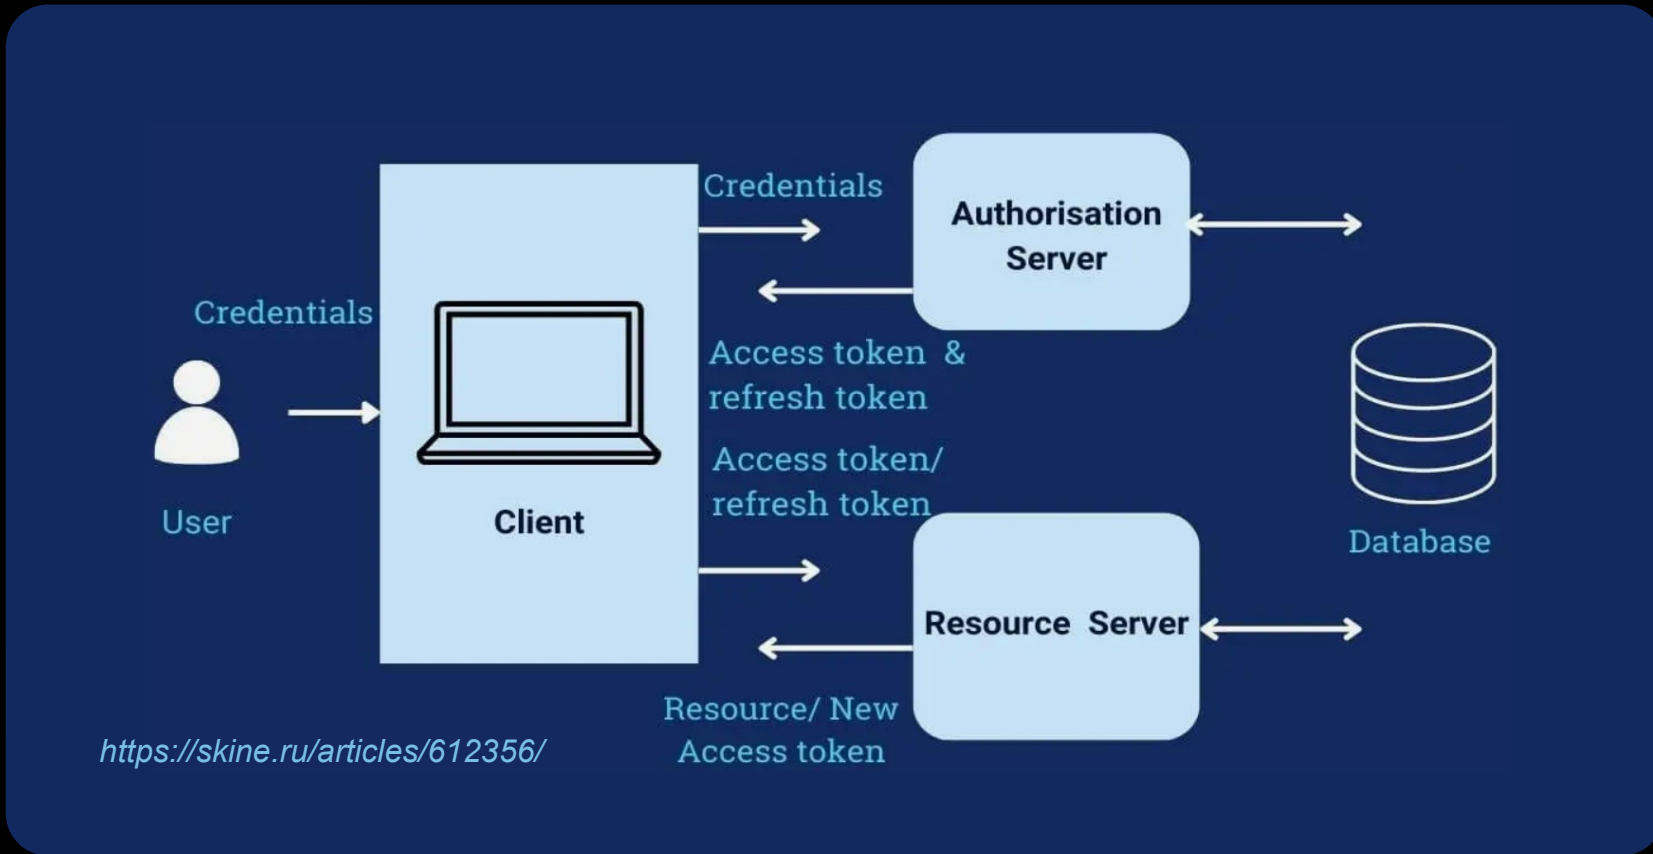 Credentials
User
Client
Credentials
Access token &
refresh token
Access token/
refresh token
Resource/ New
Access token
Authorisation
Server
Resource Server
Database
https://skine.ru/articles/612356/